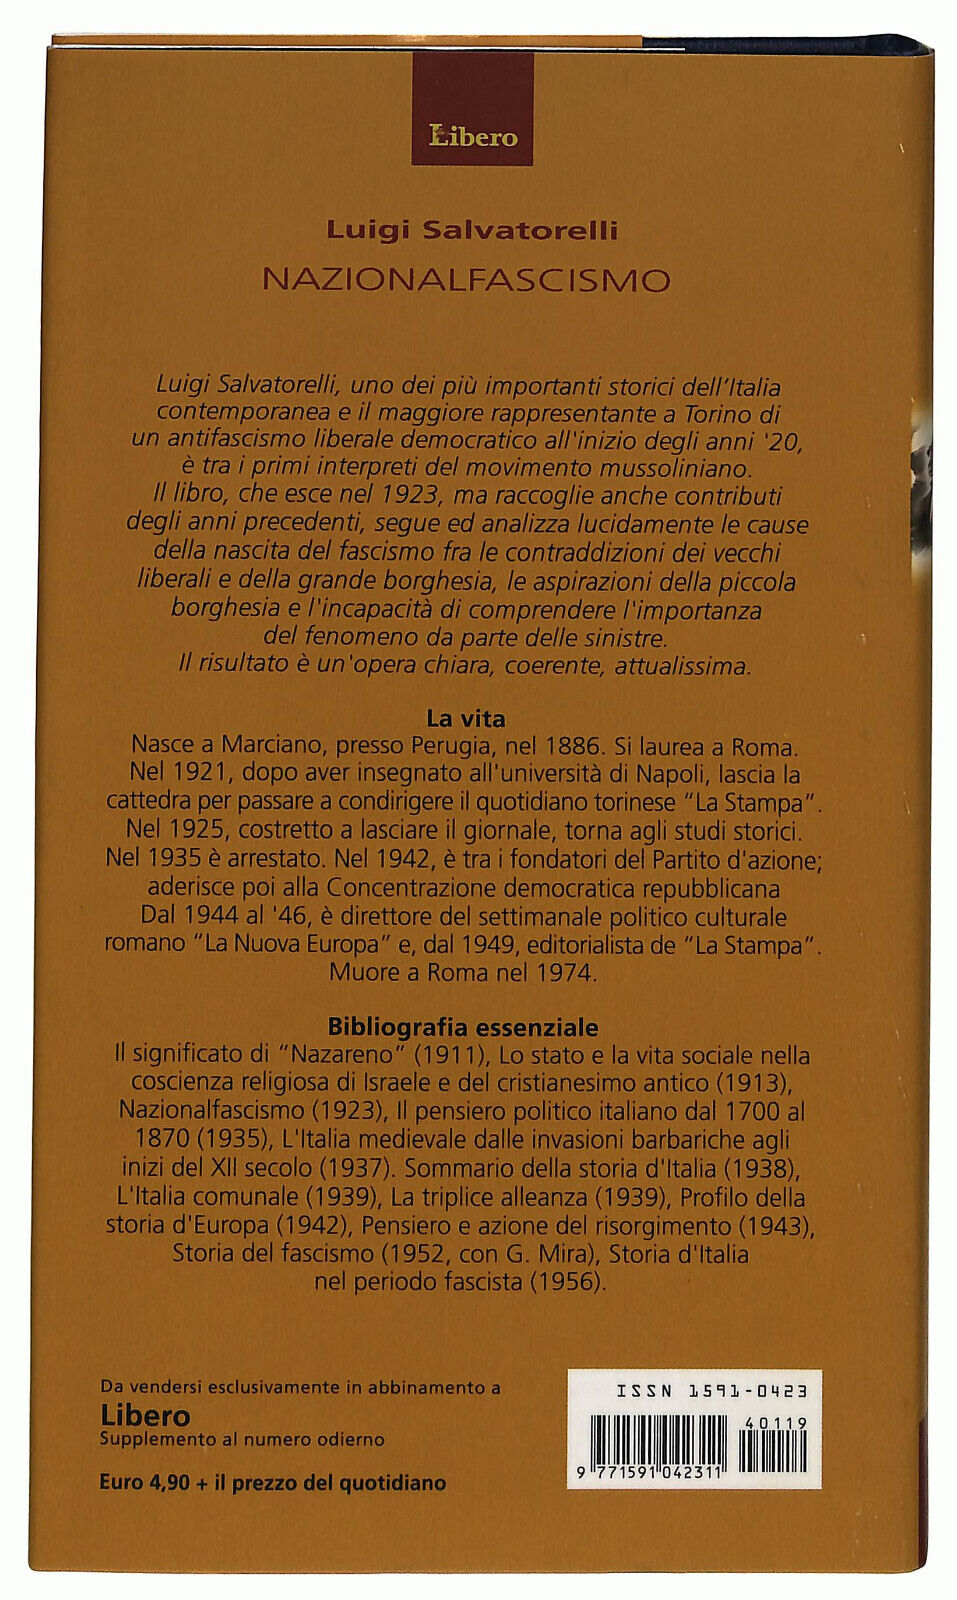 Libero
Luigi Salvatorelli
NAZIONALFASCISMO
Luigi Salvatorelli, uno dei più importanti storici dell'Italia
contemporanea e il maggiore rappresentante a Torino di
un antifascismo liberale democratico all'inizio degli anni '20,
è tra i primi interpreti del movimento mussoliniano.
Il libro, che esce nel 1923, ma raccoglie anche contributi
degli anni precedenti, segue ed analizza lucidamente le cause
della nascita del fascismo fra le contraddizioni dei vecchi
liberali e della grande borghesia, le aspirazioni della piccola
borghesia e l'incapacità di comprendere l'importanza
del fenomeno da parte delle sinistre.
Il risultato è un'opera chiara, coerente, attualissima.
La vita
Nasce a Marciano, presso Perugia, nel 1886. Si laurea a Roma.
Nel 1921, dopo aver insegnato all'università di Napoli, lascia la
cattedra per passare a condirigere il quotidiano torinese "La Stampa".
Nel 1925, costretto a lasciare il giornale, torna agli studi storici.
Nel 1935 è arrestato. Nel 1942, è tra i fondatori del Partito d'azione;
aderisce poi alla Concentrazione democratica repubblicana
Dal 1944 al '46, è direttore del settimanale politico culturale
romano "La Nuova Europa" e, dal 1949, editorialista de "La Stampa".
Muore a Roma nel 1974.
Bibliografia essenziale
Il significato di "Nazareno" (1911), Lo stato e la vita sociale nella
coscienza religiosa di Israele e del cristianesimo antico (1913),
Nazionalfascismo (1923), Il pensiero politico italiano dal 1700 al
1870 (1935), L'Italia medievale dalle invasioni barbariche agli
inizi del XII secolo (1937). Sommario della storia d'Italia (1938),
L'Italia comunale (1939), La triplice alleanza (1939), Profilo della
storia d'Europa (1942), Pensiero e azione del risorgimento (1943),
Storia del fascismo (1952, con G. Mira), Storia d'Italia
nel periodo fascista (1956).
Da vendersi esclusivamente in abbinamento a
Libero
Supplemento al numero odierno
Euro 4,90 + il prezzo del quotidiano
ISSN 1591-0423
40119
9 771591 042311